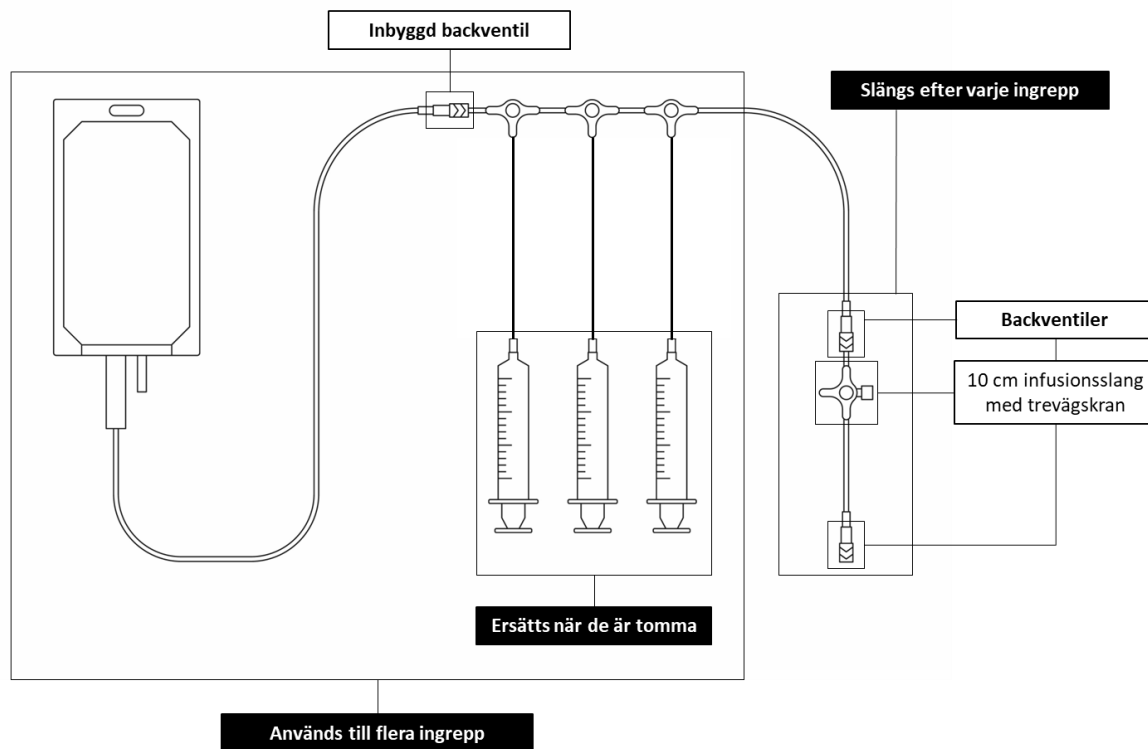 Inbyggd backventil
Slängs efter varje ingrepp
Backventiler
10 cm infusionsslang
med trevägskran
Ersätts när de är tomma
Används till flera ingrepp